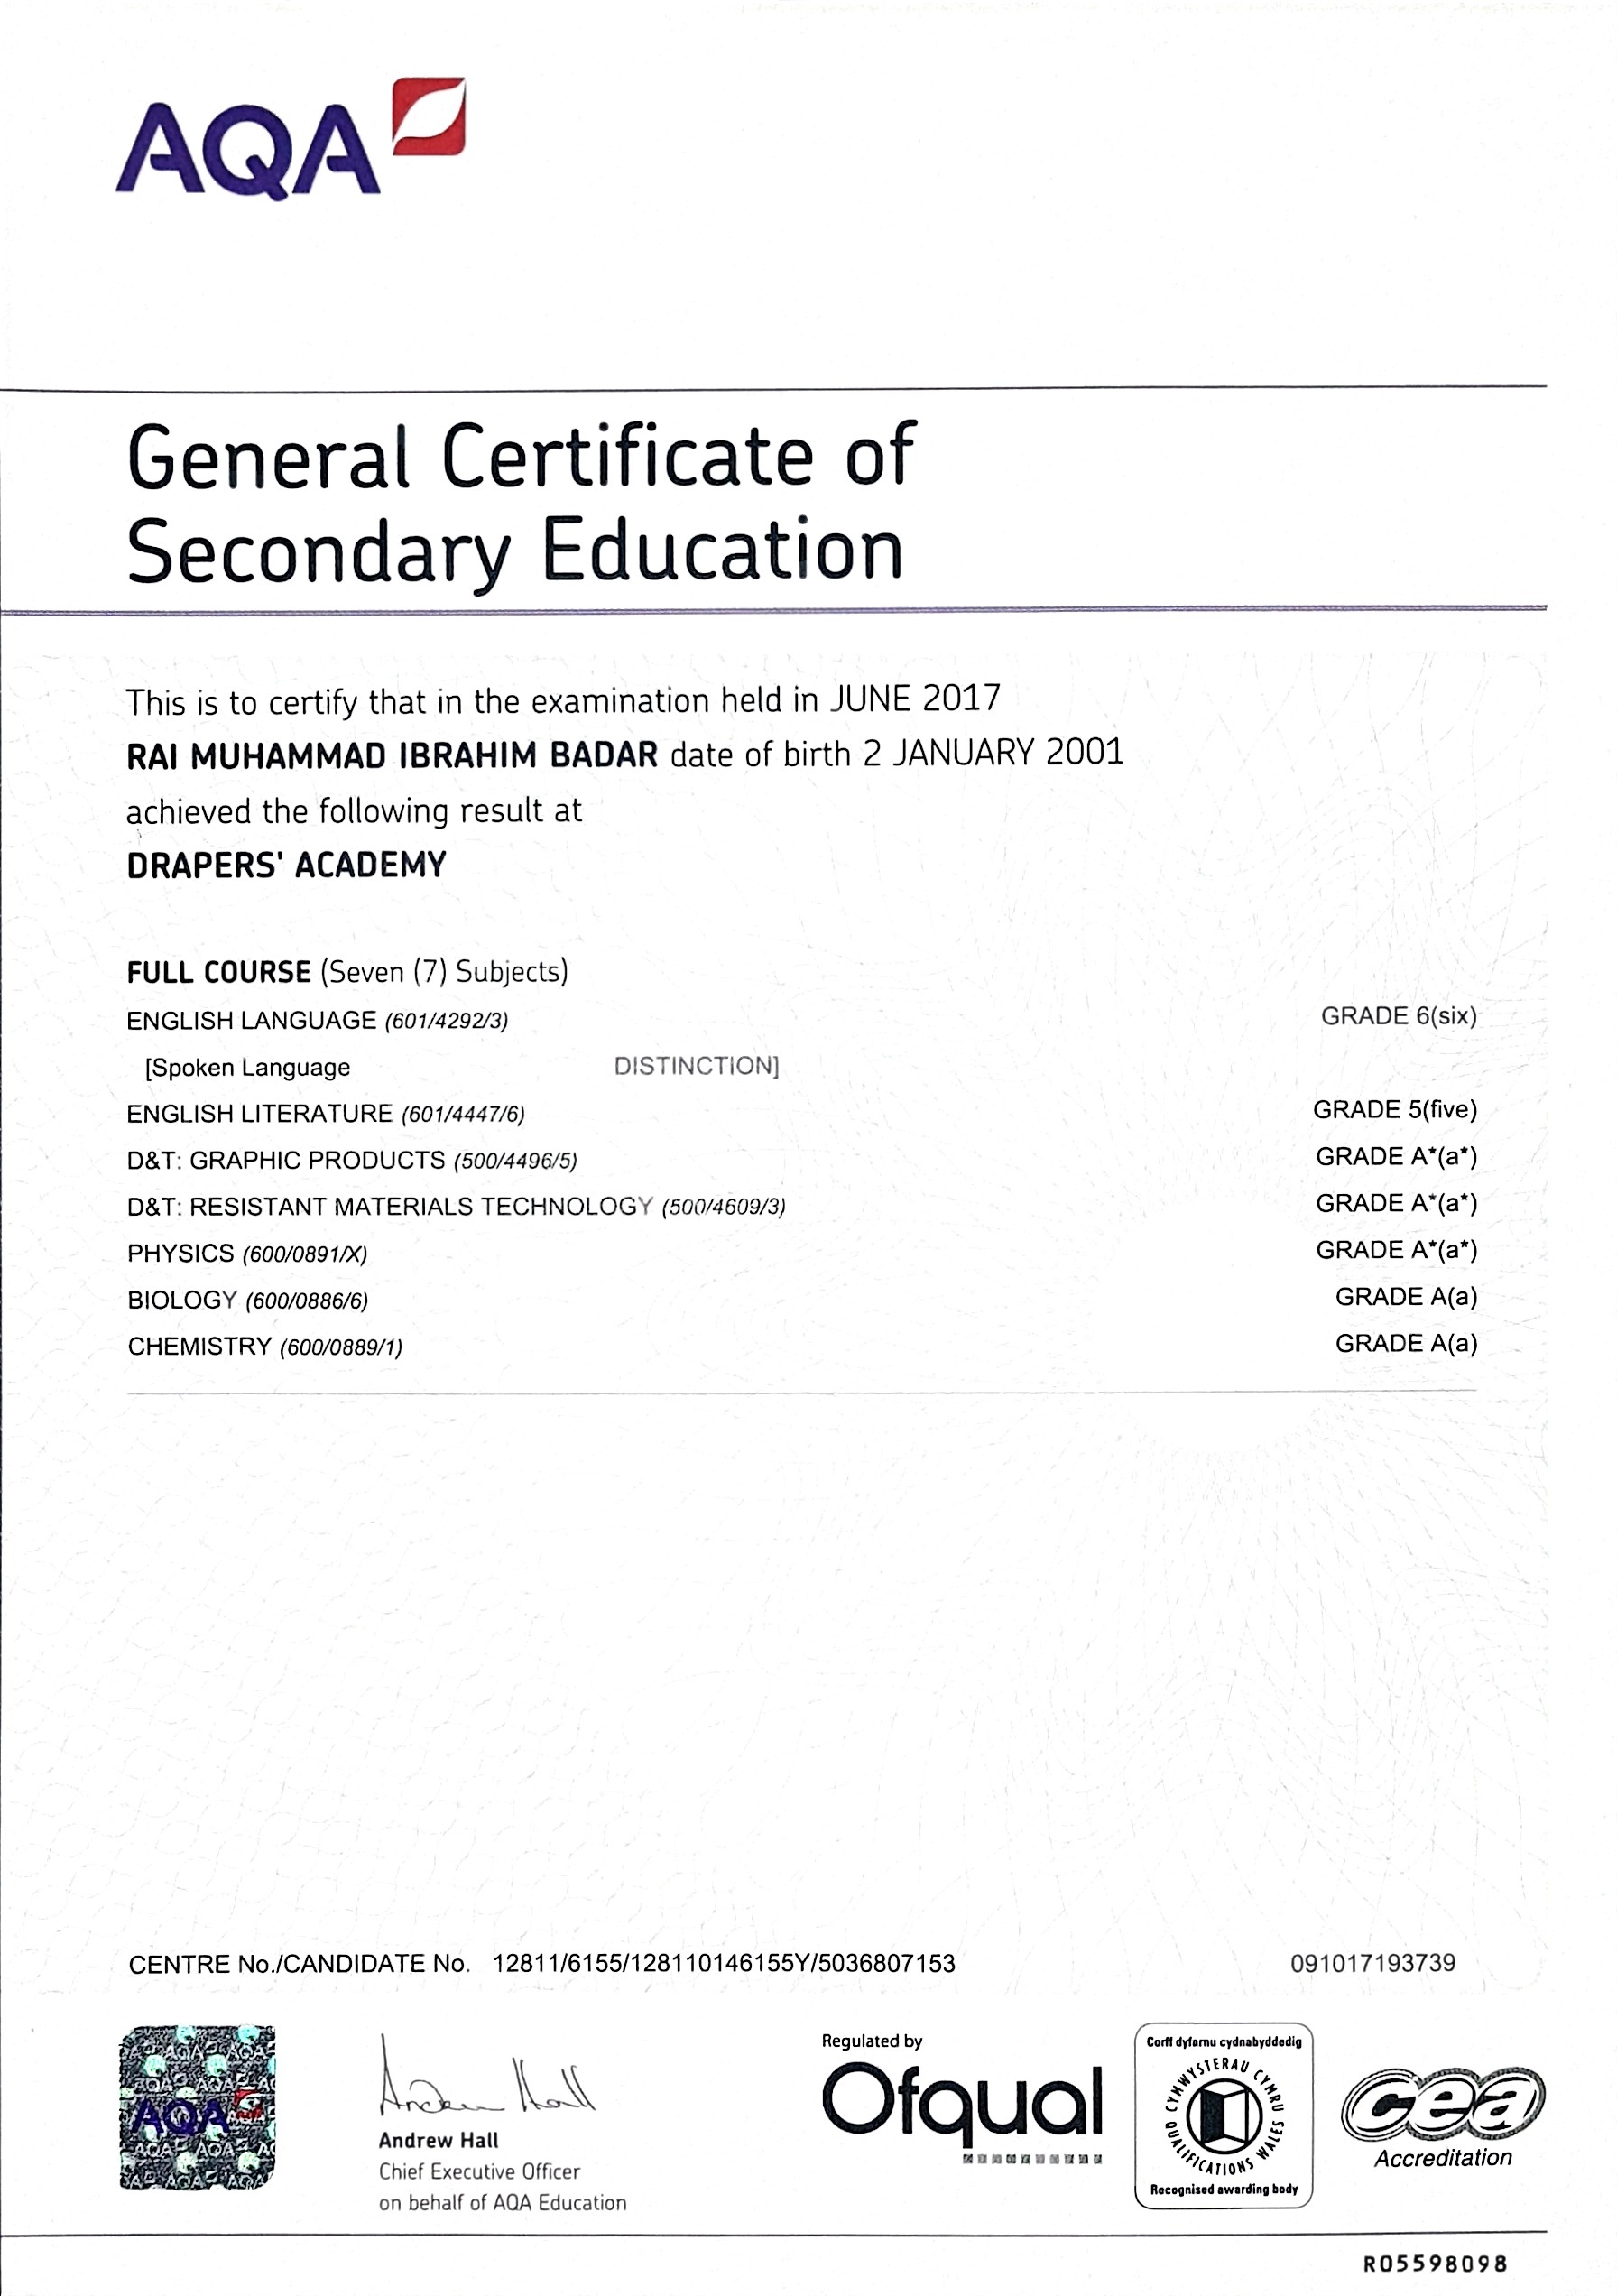 AQA
General Certificate of
Secondary Education
This is to certify that in the examination held in JUNE 2017
RAI MUHAMMAD IBRAHIM BADAR date of birth 2 JANUARY 2001
achieved the following result at
DRAPERS' ACADEMY
FULL COURSE (Seven (7) Subjects)
ENGLISH LANGUAGE (601/4292/3) GRADE 6(six)
[Spoken Language DISTINCTION]
ENGLISH LITERATURE (601/4447/6) GRADE 5(five)
D&T: GRAPHIC PRODUCTS (500/4496/5) GRADE A*(a*)
D&T: RESISTANT MATERIALS TECHNOLOGY (500/4609/3) GRADE A*(a*)
PHYSICS (600/0891/X) GRADE A*(a*)
BIOLOGY (600/0886/6) GRADE A(a)
CHEMISTRY (600/0889/1) GRADE A(a)
CENTRE No./CANDIDATE No. 12811/6155/128110146155Y/5036807153 091017193739
AQA
Andrew Hall
Andrew Hall
Chief Executive Officer
on behalf of AQA Education
Regulated by
Ofqual
Corff dyfarnu cydnabyddedig
CYMWYSTERAU CYMRU
QUALIFICATIONS WALES
Recognised awarding body
cea
Accreditation
R05598098